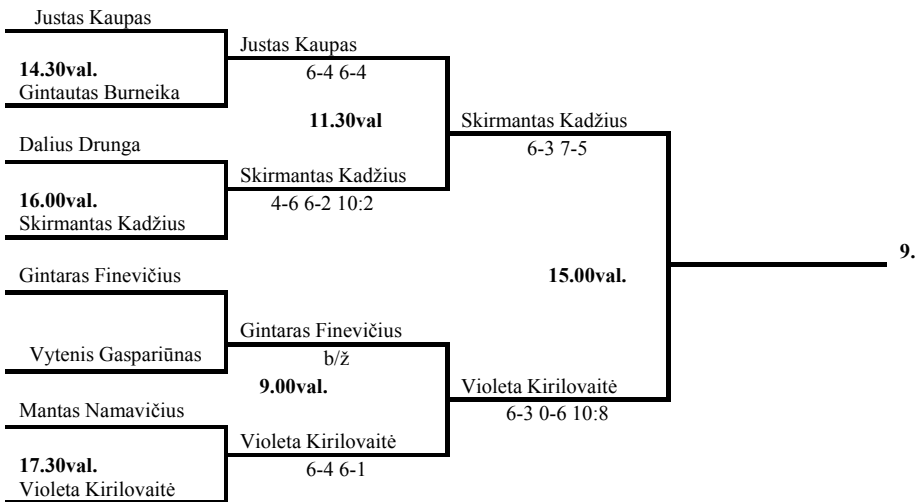 Justas Kaupas
14.30val.
Gintautas Burneika
Dalius Drunga
16.00val.
Skirmantas Kadžius
Gintaras Finevičius
Vytenis Gaspariūnas
Mantas Namavičius
17.30val.
Violeta Kirilovaitė
Justas Kaupas
6-4 6-4
11.30val
Skirmantas Kadžius
4-6 6-2 10:2
Gintaras Finevičius
b/ž
9.00val.
Violeta Kirilovaitė
6-4 6-1
Skirmantas Kadžius
6-3 7-5
15.00val.
Violeta Kirilovaitė
6-3 0-6 10:8
9.